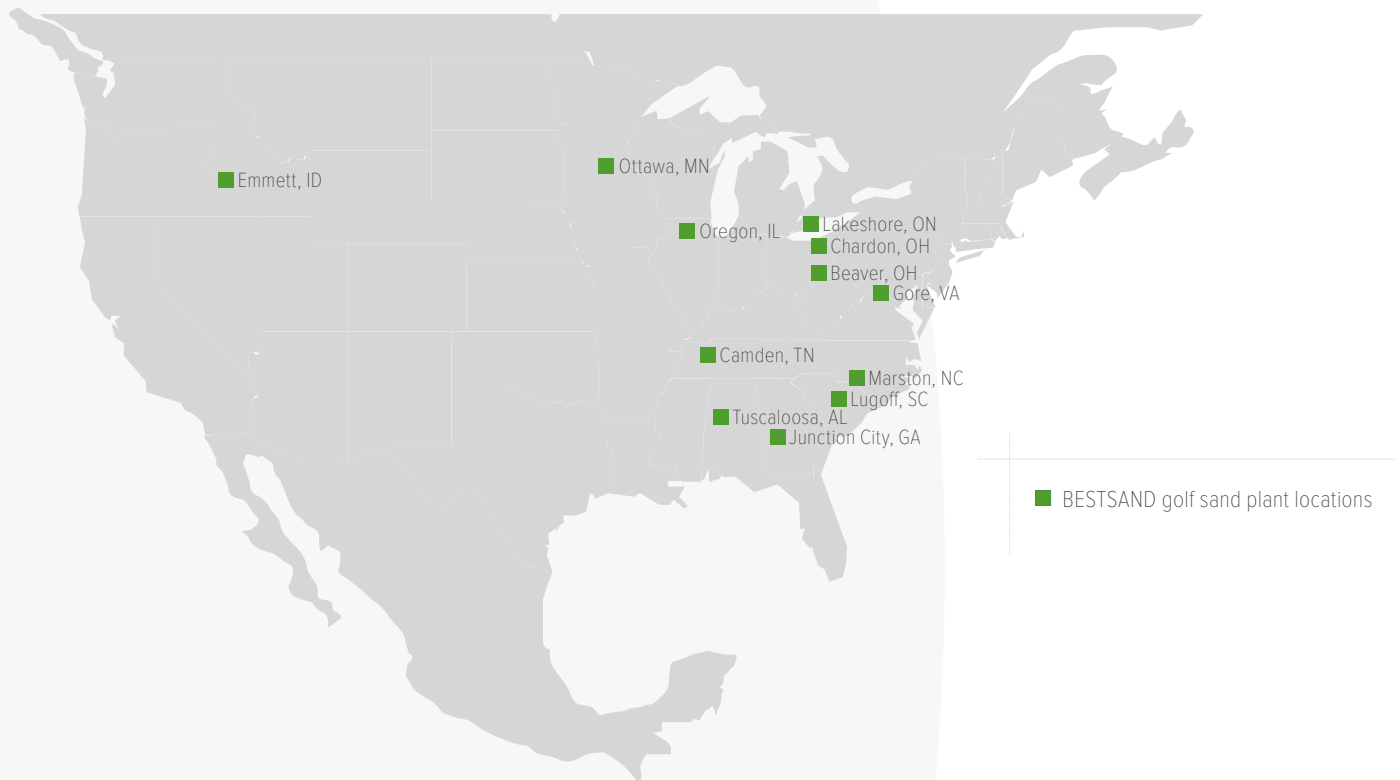 Ottawa, MN
Emmett, ID
Lakeshore, ON
Oregon, IL
Chardon, OH
Beaver, OH
Gore, VA
Camden, TN
Marston, NC
Lugoff, SC
Tuscaloosa, AL
Junction City, GA
BESTSAND golf sand plant locations